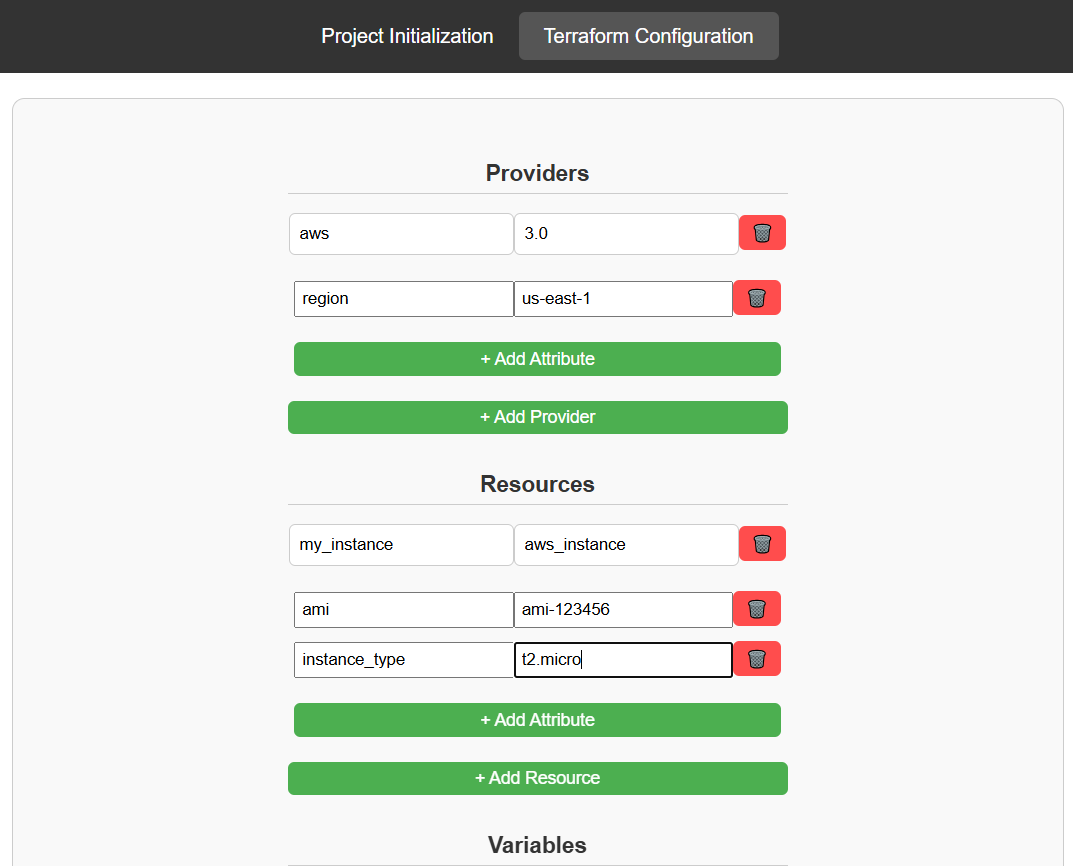 Project Initialization Terraform Configuration
Providers
aws 3.0
region us-east-1
+ Add Attribute
+ Add Provider
Resources
my_instance aws_instance
ami ami-123456
instance_type t2.micro
+ Add Attribute
+ Add Resource
Variables